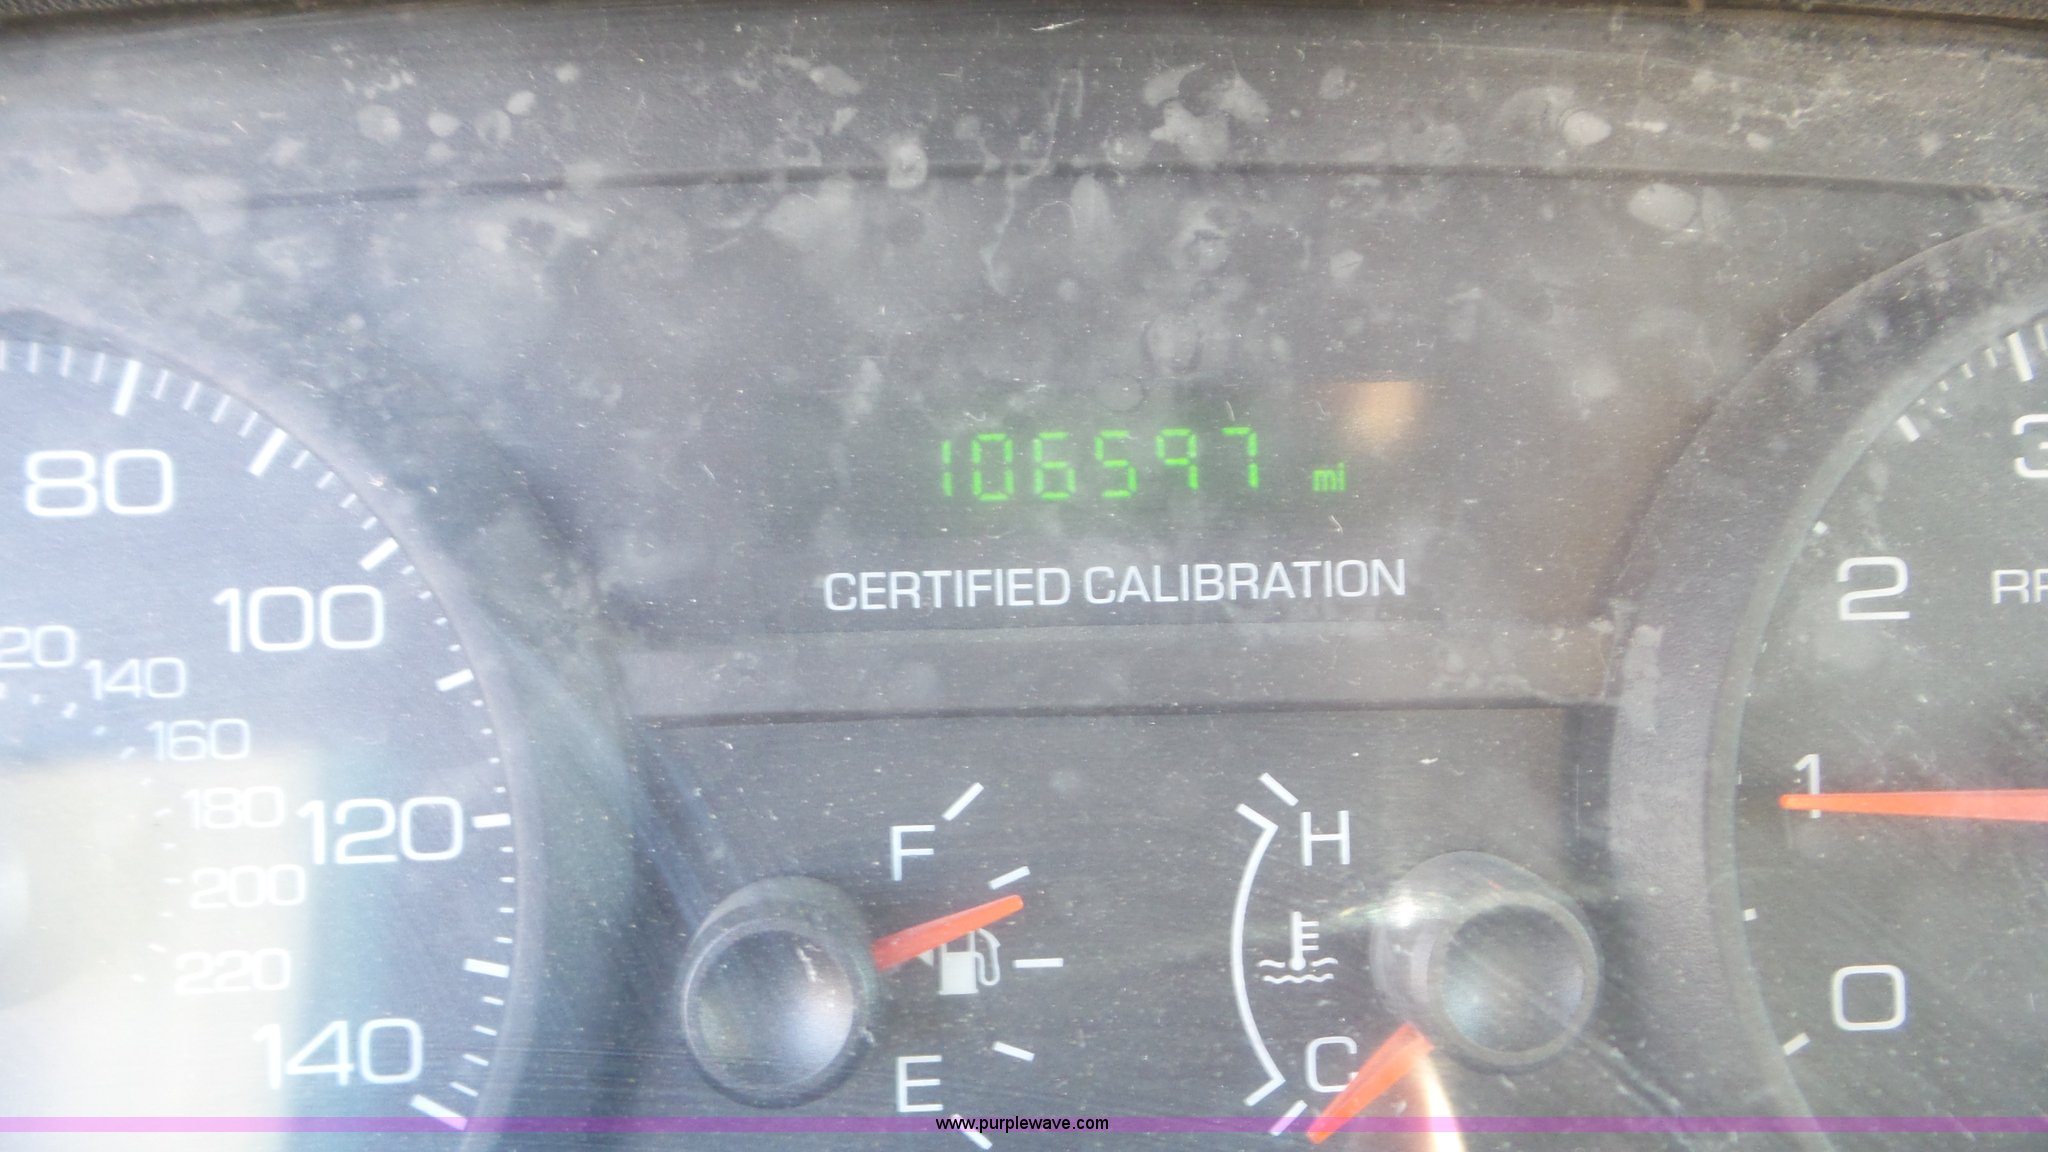 106597 mi
CERTIFIED CALIBRATION
80
100
120
140
140
160
180
200
220
F
E
H
C
3
2
1
0
www.purplewave.com